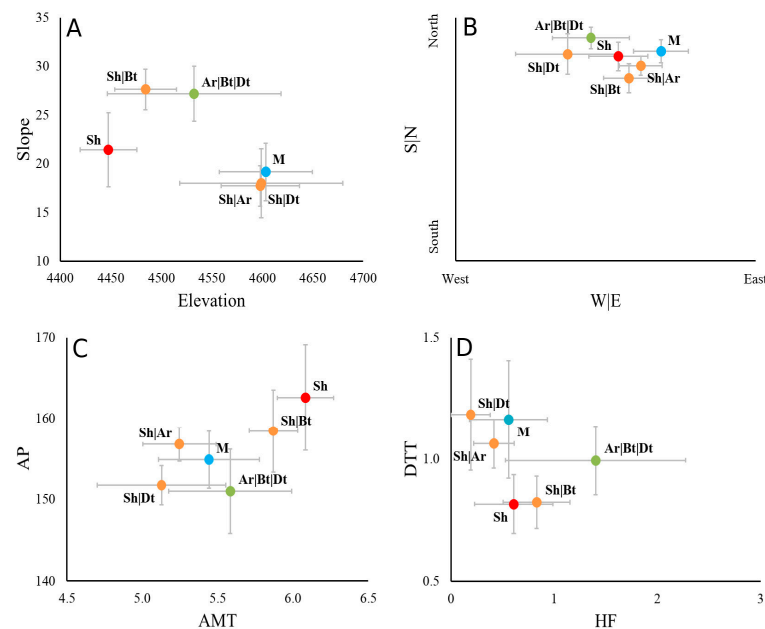 A
35
30
25
20
15
10
Slope
Sh|Bt
Ar|Bt|Dt
Sh
M
Sh|Ar
Sh|Dt
4400
4450
4500
4550
4600
4650
4700
Elevation
B
North
South
S|N
Ar|Bt|Dt
Sh
M
Sh|Dt
Sh|Ar
Sh|Bt
West
East
W|E
C
170
160
150
140
AP
Sh
Sh|Bt
Sh|Ar
M
Ar|Bt|Dt
Sh|Dt
4.5
5.0
5.5
6.0
6.5
AMT
D
1.5
1.0
0.5
DTT
Sh|Dt
M
Ar|Bt|Dt
Sh|Ar
Sh|Bt
Sh
0
1
2
3
HF